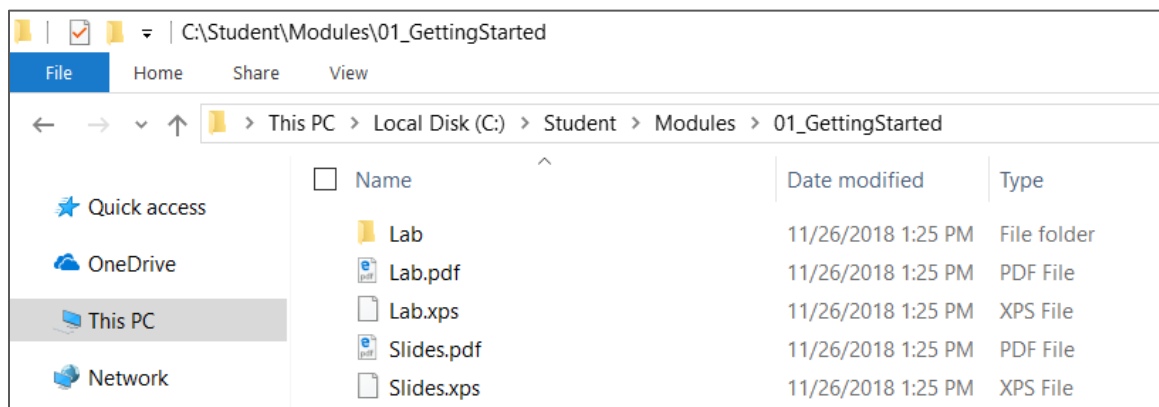 C:\Student\Modules\01_GettingStarted
File Home Share View
This PC > Local Disk (C:) > Student > Modules > 01_GettingStarted
Name Date modified Type
Quick access
OneDrive
This PC
Network
Lab 11/26/2018 1:25 PM File folder
Lab.pdf 11/26/2018 1:25 PM PDF File
Lab.xps 11/26/2018 1:25 PM XPS File
Slides.pdf 11/26/2018 1:25 PM PDF File
Slides.xps 11/26/2018 1:25 PM XPS File